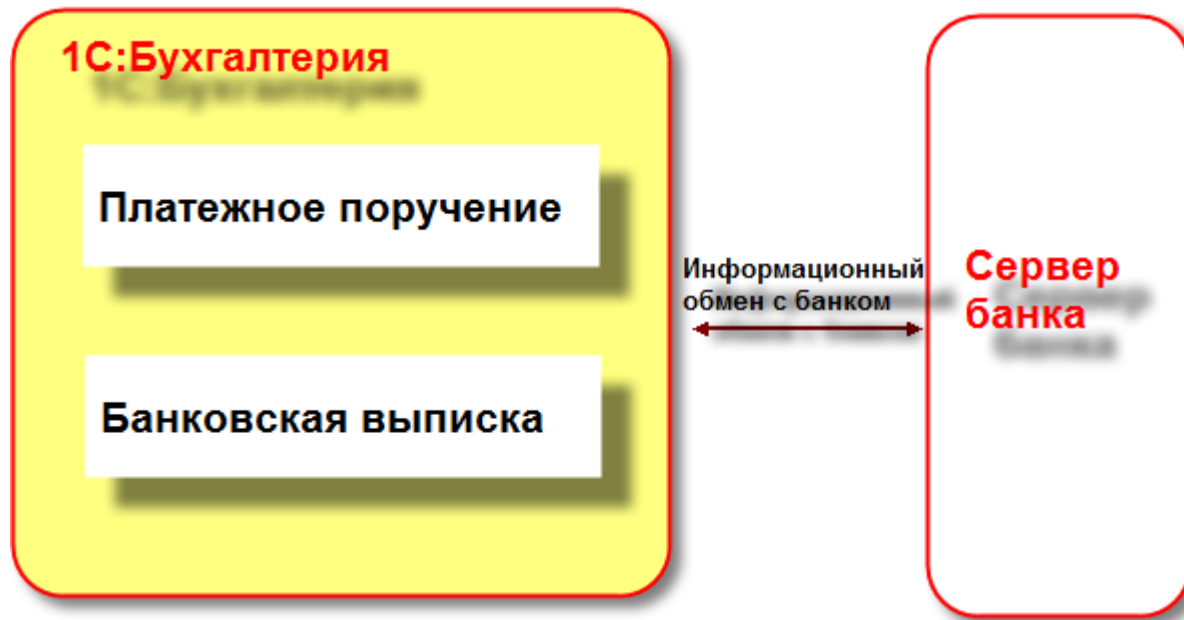 1С:Бухгалтерия
Платежное поручение
Информационный
обмен с банком
Сервер
банка
Банковская выписка